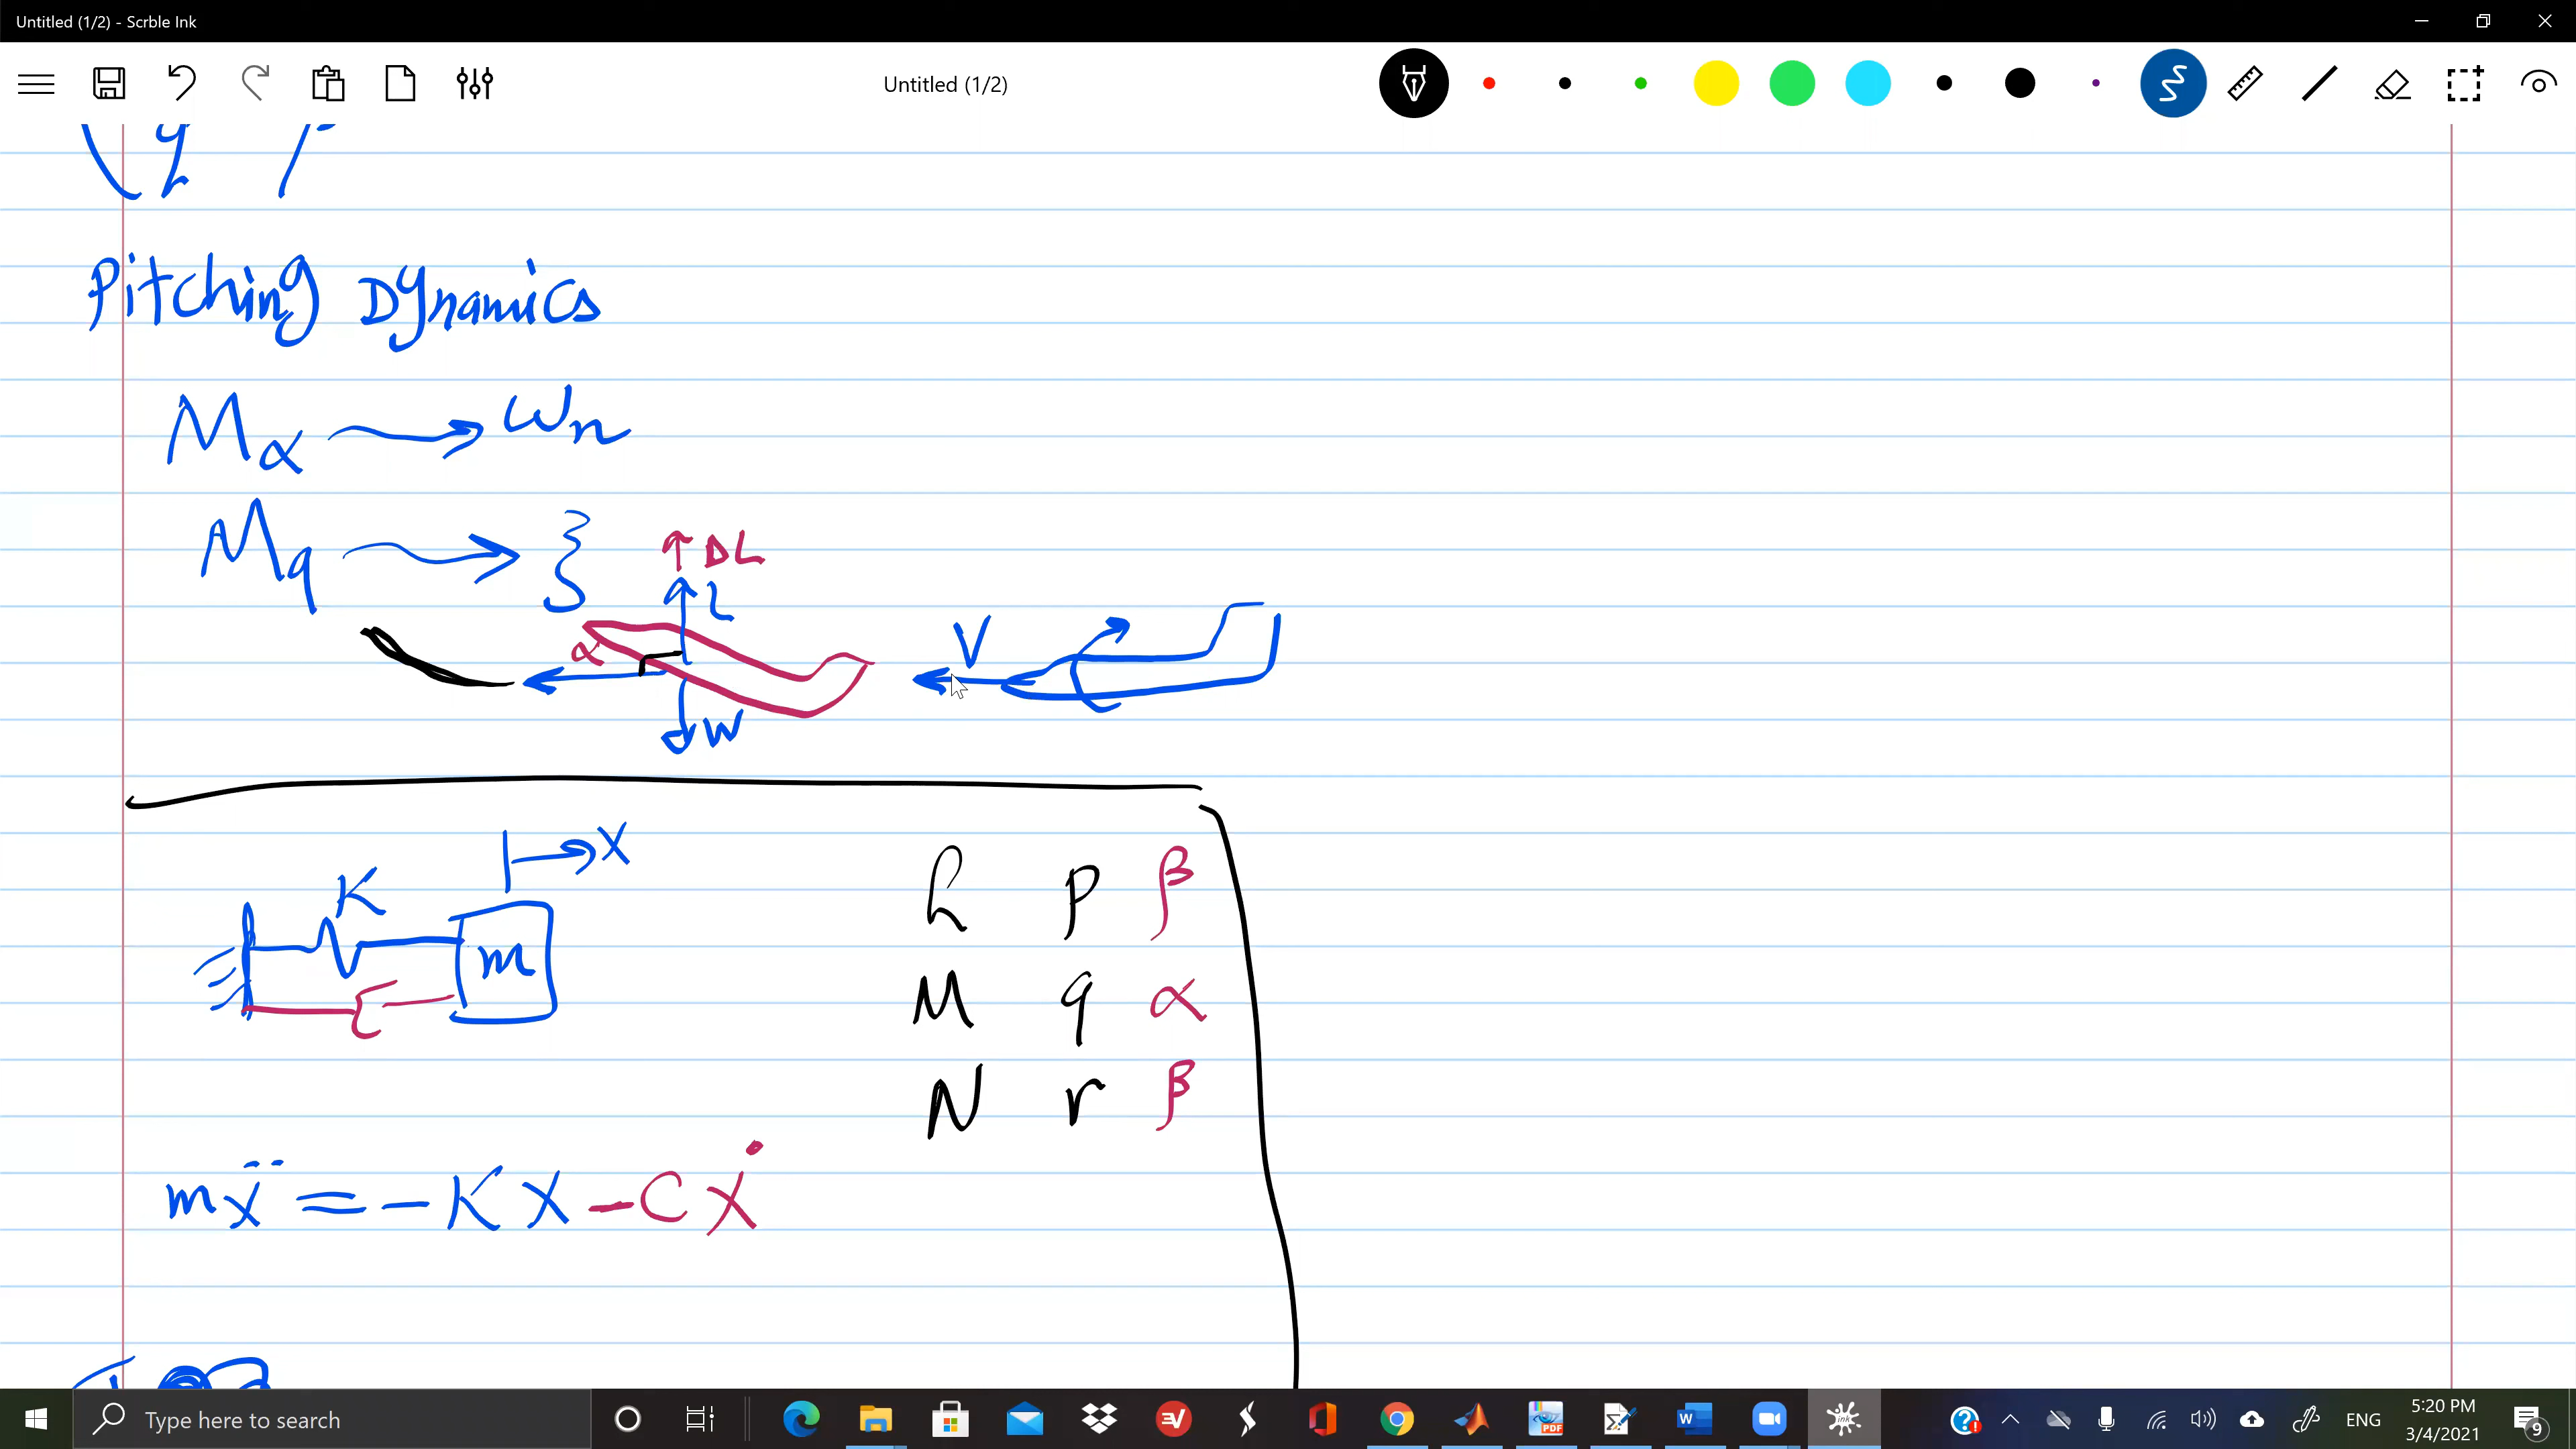 Untitled (1/2) - Scrble Ink
Untitled (1/2)
Pitching Dynamics
Mα → ωn
Mq → }
↑ ΔL
L
α
V
W
→ X
K
m
L p β
M q α
N r β
mẍ = -KX - CẊ
Type here to search
ENG
5:20 PM
3/4/2021
9